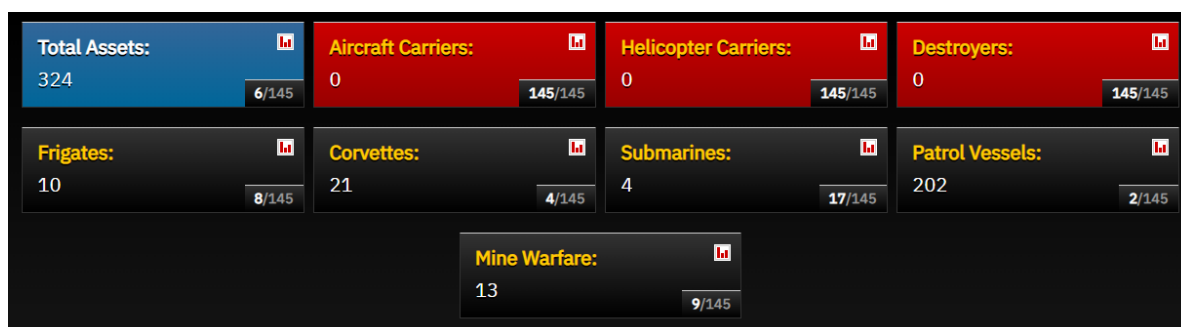 Total Assets:
324
6/145
Aircraft Carriers:
0
145/145
Helicopter Carriers:
0
145/145
Destroyers:
0
145/145
Frigates:
10
8/145
Corvettes:
21
4/145
Submarines:
4
17/145
Patrol Vessels:
202
2/145
Mine Warfare:
13
9/145